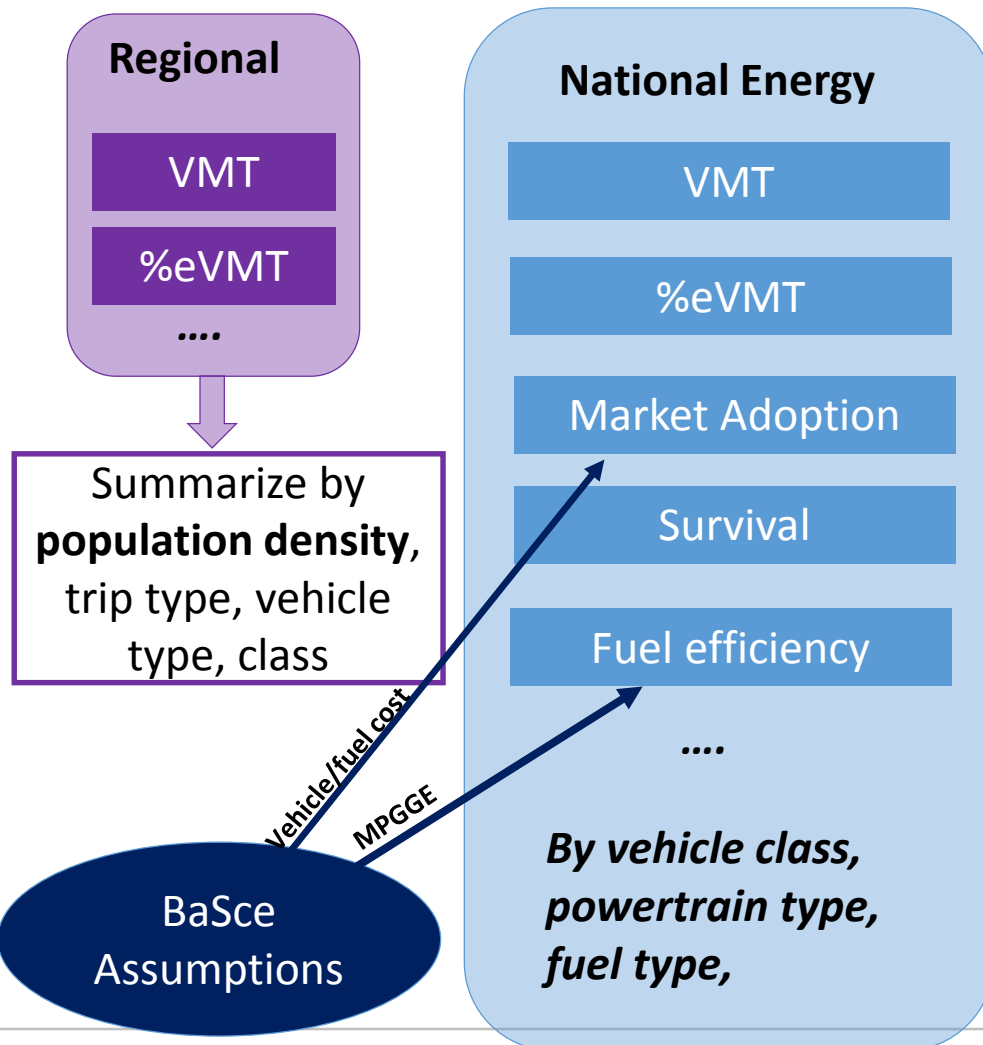 Regional
VMT
%eVMT
....
Summarize by
population density,
trip type, vehicle
type, class
National Energy
VMT
%eVMT
Market Adoption
Survival
Fuel efficiency
....
By vehicle class,
powertrain type,
fuel type,
Vehicle/fuel cost
MPGGE
BaSce
Assumptions